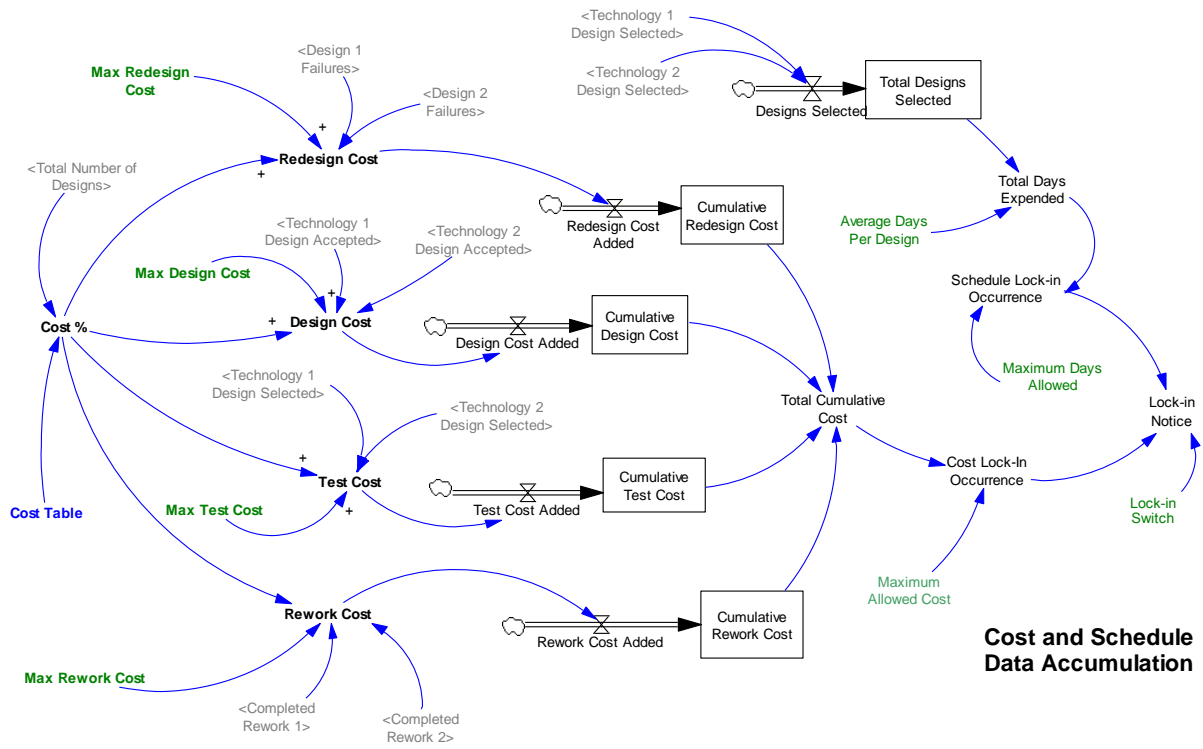 <Technology 1
Design Selected>
<Design 1
Failures>
Max Redesign
Cost
<Technology 2
Design Selected>
Total Designs
Selected
<Design 2
Failures>
Designs Selected
+
Redesign Cost
+
<Total Number of
Designs>
Total Days
Expended
Cumulative
Redesign Cost
Redesign Cost
Added
Average Days
Per Design
<Technology 1
Design Accepted>
<Technology 2
Design Accepted>
Max Design Cost
Schedule Lock-in
Occurrence
+
+
Design Cost
Cost %
Cumulative
Design Cost
Design Cost Added
<Technology 1
Design Selected>
Maximum Days
Allowed
<Technology 2
Design Selected>
Total Cumulative
Cost
Lock-in
Notice
+
Test Cost
Cumulative
Test Cost
Cost Lock-In
Occurrence
Cost Table
Max Test Cost
+
Test Cost Added
Lock-in
Switch
Maximum
Allowed Cost
Rework Cost
Cumulative
Rework Cost
Rework Cost Added
Cost and Schedule
Data Accumulation
Max Rework Cost
<Completed
Rework 1>
<Completed
Rework 2>